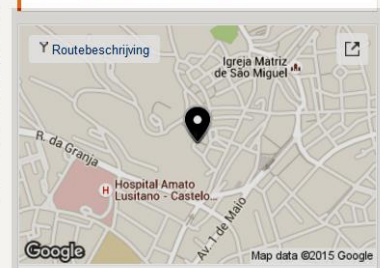 Routebeschrijving
Igreja Matriz
de São Miguel
R. da Granja
H
Hospital Amato
Lusitano - Castelo...
Av. 1 de Maio
Google
Map data ©2015 Google